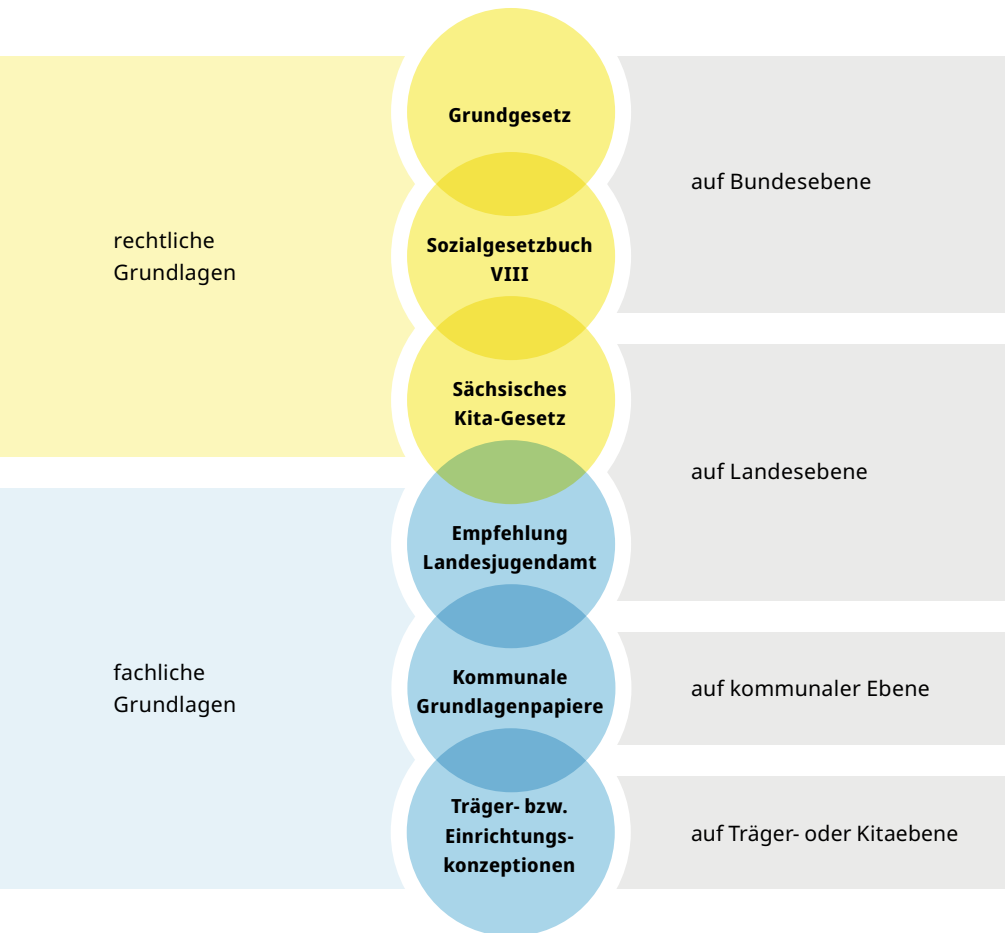 Grundgesetz
auf Bundesebene
rechtliche
Grundlagen
Sozialgesetzbuch
VIII
Sächsisches
Kita-Gesetz
auf Landesebene
Empfehlung
Landesjugendamt
fachliche
Grundlagen
Kommunale
Grundlagenpapiere
auf kommunaler Ebene
Träger- bzw.
Einrichtungs-
konzeptionen
auf Träger- oder Kitaebene